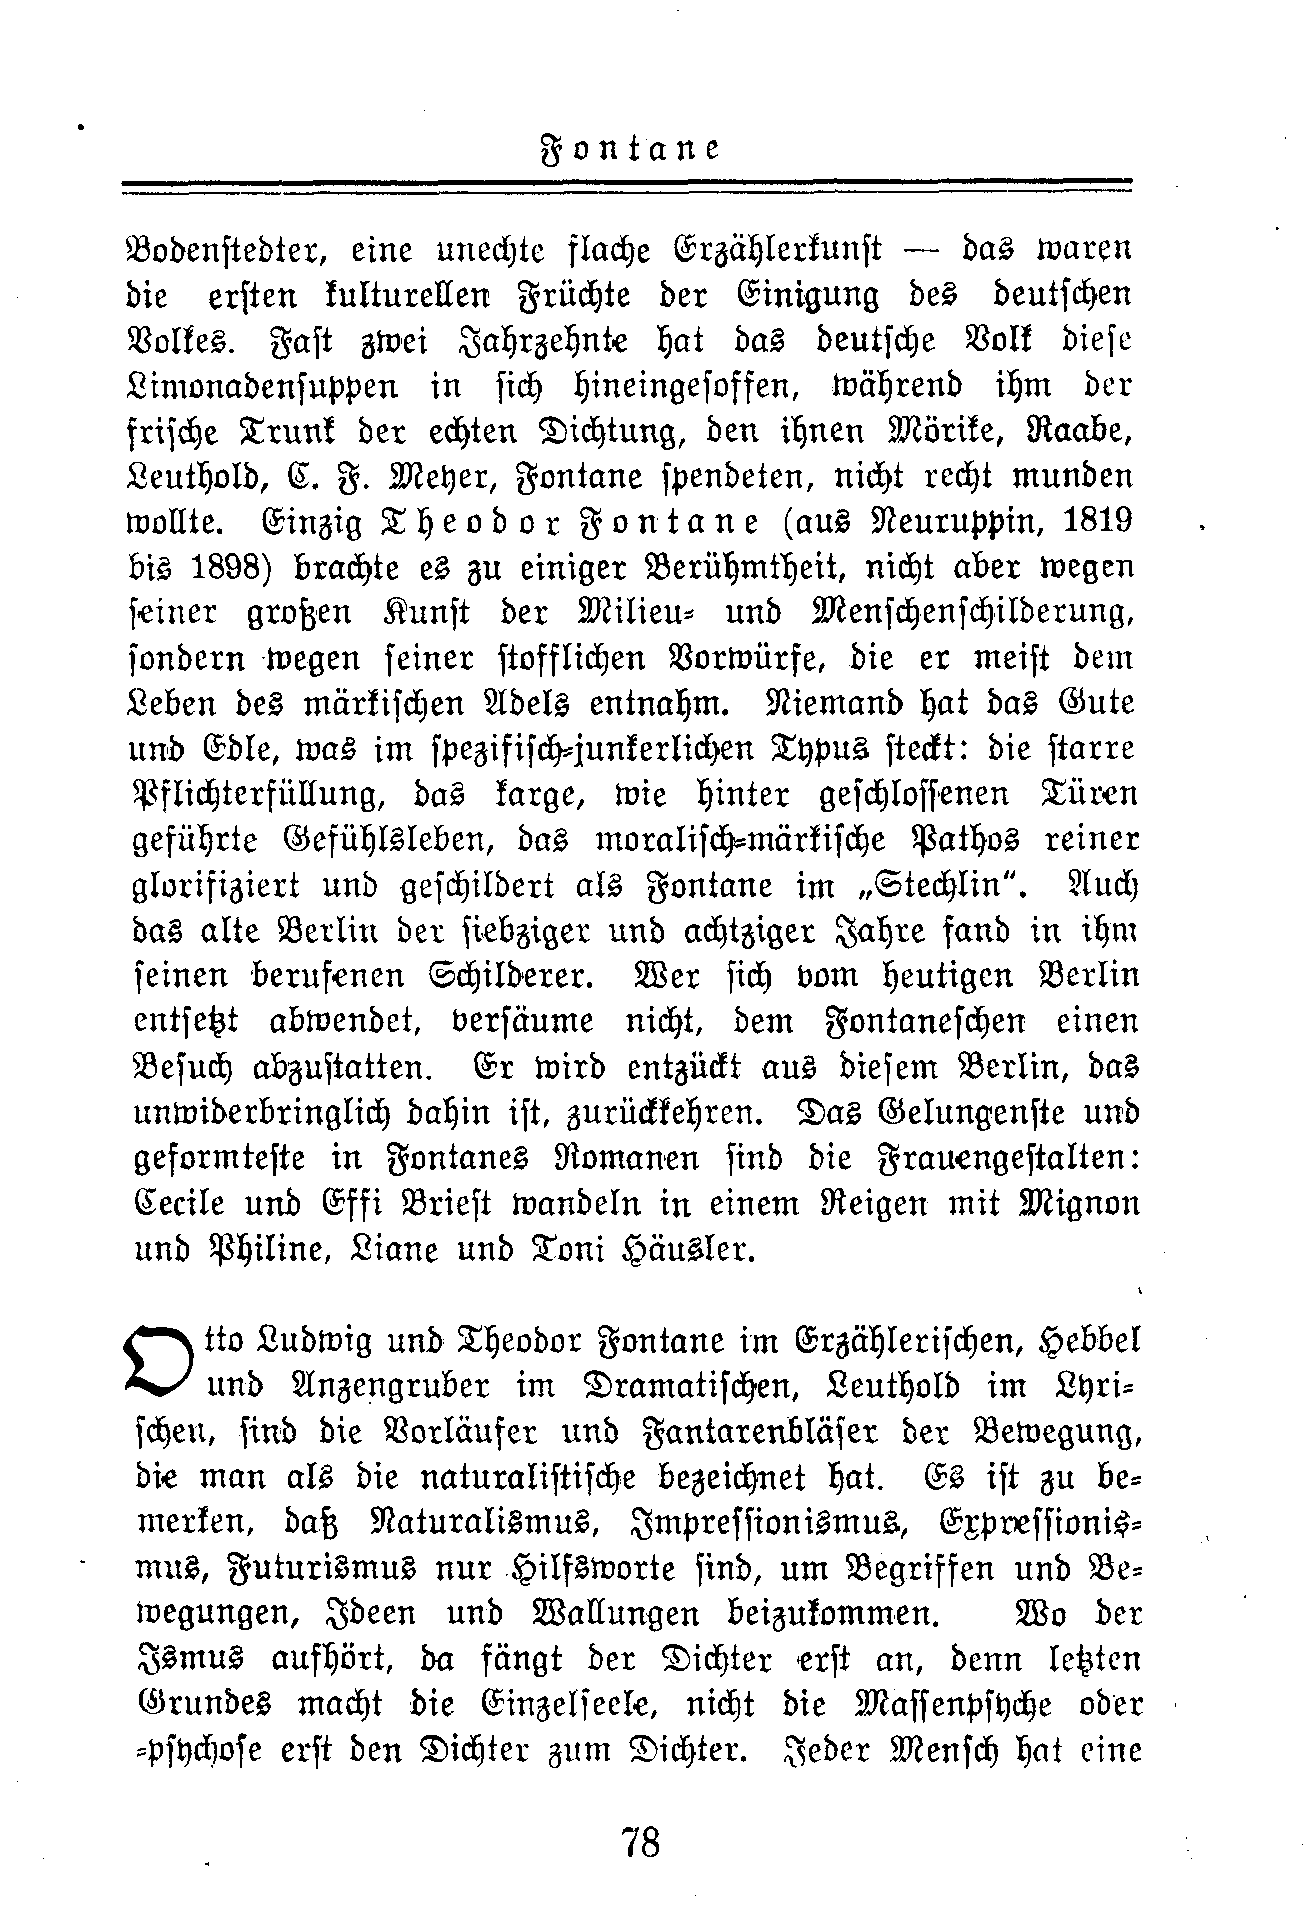 Fontane
Bodenstedter, eine unechte flache Erzählerkunst — das waren
die ersten kulturellen Früchte der Einigung des deutschen
Volkes. Fast zwei Jahrzehnte hat das deutsche Volk diese
Limonadensuppen in sich hineingesoffen, während ihm der
frische Trunk der echten Dichtung, den ihnen Mörike, Raabe,
Leuthold, C. F. Meyer, Fontane spendeten, nicht recht munden
wollte. Einzig Theodor Fontane (aus Neuruppin, 1819
bis 1898) brachte es zu einiger Berühmtheit, nicht aber wegen
seiner großen Kunst der Milieu- und Menschenschilderung,
sondern wegen seiner stofflichen Vorwürfe, die er meist dem
Leben des märkischen Adels entnahm. Niemand hat das Gute
und Edle, was im spezifisch-junkerlichen Typus steckt: die starre
Pflichterfüllung, das karge, wie hinter geschlossenen Türen
geführte Gefühlsleben, das moralisch-märkische Pathos reiner
glorifiziert und geschildert als Fontane im „Stechlin“. Auch
das alte Berlin der siebziger und achtziger Jahre fand in ihm
seinen berufenen Schilderer. Wer sich vom heutigen Berlin
entsetzt abwendet, versäume nicht, dem Fontaneschen einen
Besuch abzustatten. Er wird entzückt aus diesem Berlin, das
unwiderbringlich dahin ist, zurückkehren. Das Gelungenste und
geformteste in Fontanes Romanen sind die Frauengestalten:
Cecile und Effi Briest wandeln in einem Reigen mit Mignon
und Philine, Liane und Toni Häusler.
Otto Ludwig und Theodor Fontane im Erzählerischen, Hebbel
und Anzengruber im Dramatischen, Leuthold im Lyri-
schen, sind die Vorläufer und Fantarenbläser der Bewegung,
die man als die naturalistische bezeichnet hat. Es ist zu be-
merken, daß Naturalismus, Impressionismus, Expressionis-
mus, Futurismus nur Hilfsworte sind, um Begriffen und Be-
wegungen, Ideen und Wallungen beizukommen. Wo der
Ismus aufhört, da fängt der Dichter erst an, denn letzten
Grundes macht die Einzelseele, nicht die Massenpsyche oder
-psychose erst den Dichter zum Dichter. Jeder Mensch hat eine
78